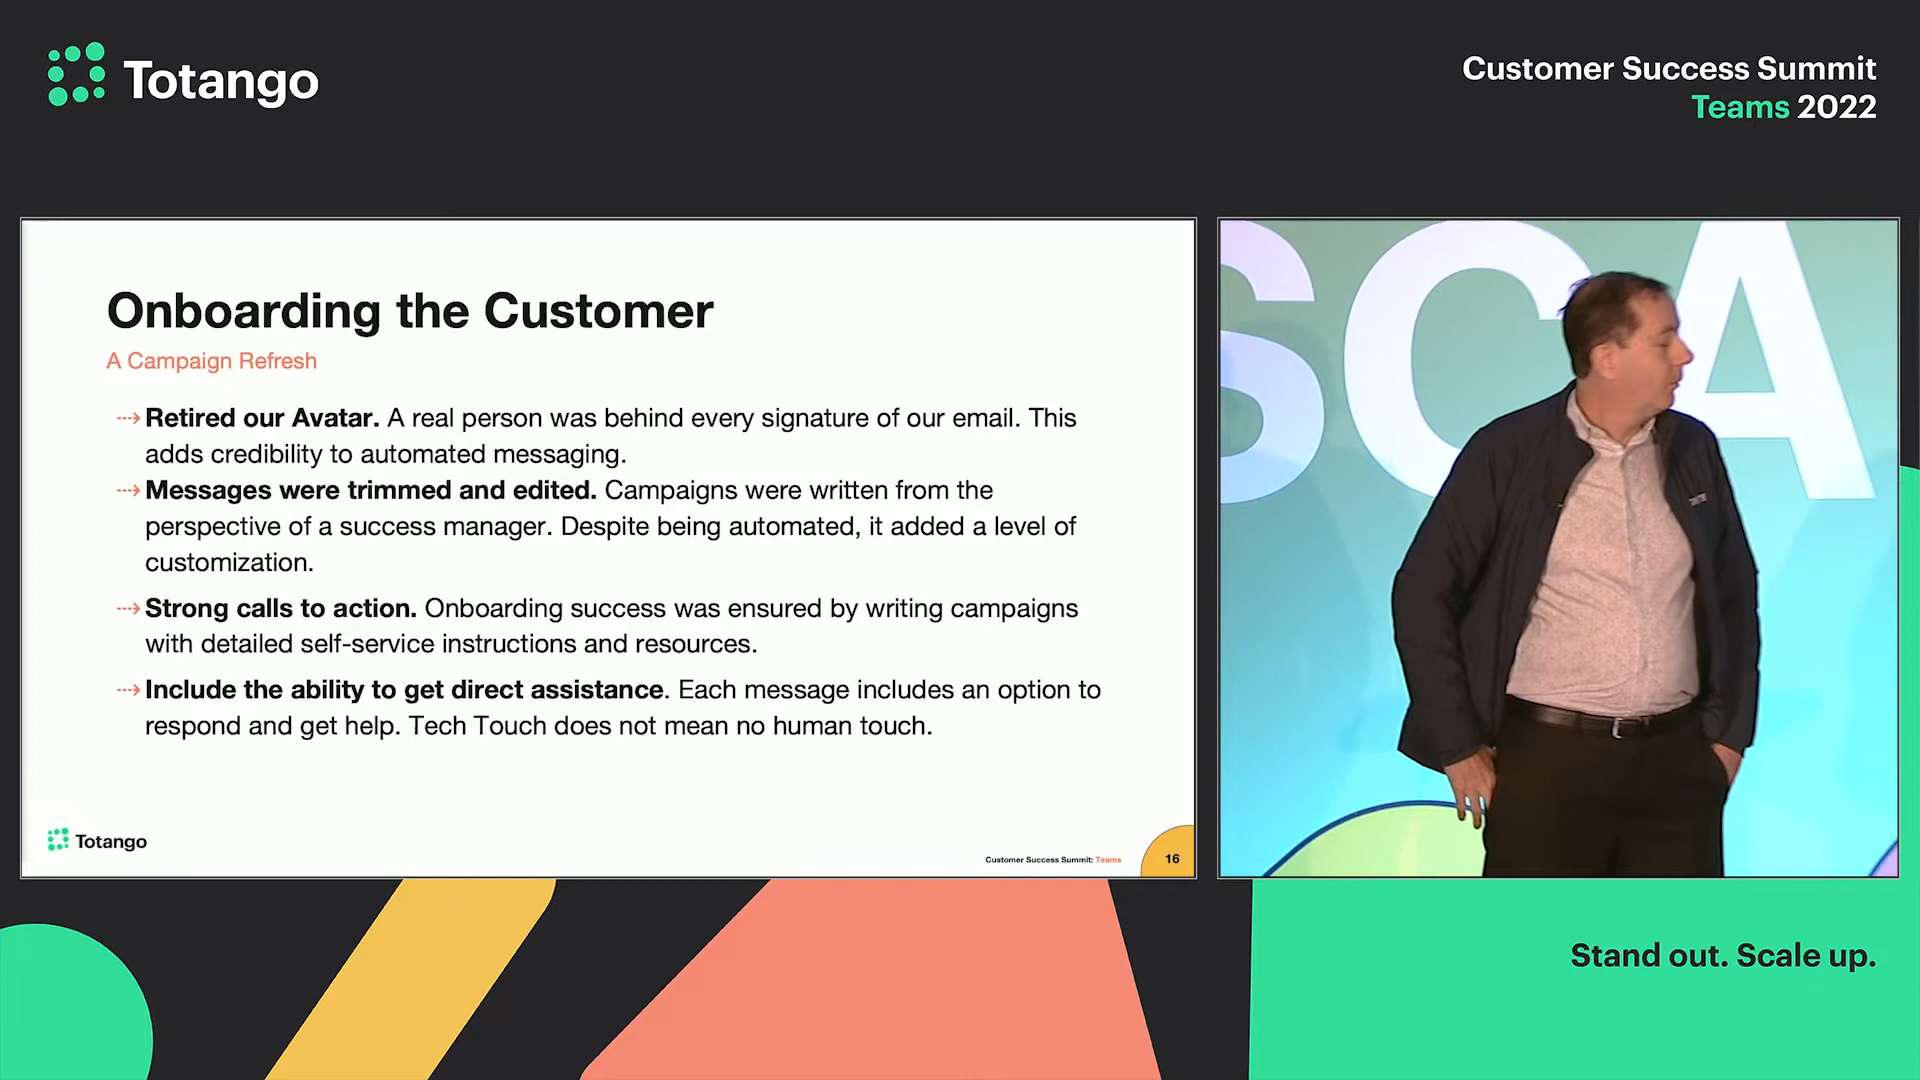 Totango
Customer Success Summit
Teams 2022
Onboarding the Customer
A Campaign Refresh
Retired our Avatar. A real person was behind every signature of our email. This
adds credibility to automated messaging.
Messages were trimmed and edited. Campaigns were written from the
perspective of a success manager. Despite being automated, it added a level of
customization.
Strong calls to action. Onboarding success was ensured by writing campaigns
with detailed self-service instructions and resources.
Include the ability to get direct assistance. Each message includes an option to
respond and get help. Tech Touch does not mean no human touch.
Totango
Customer Success Summit: Teams
16
SCA
Stand out. Scale up.